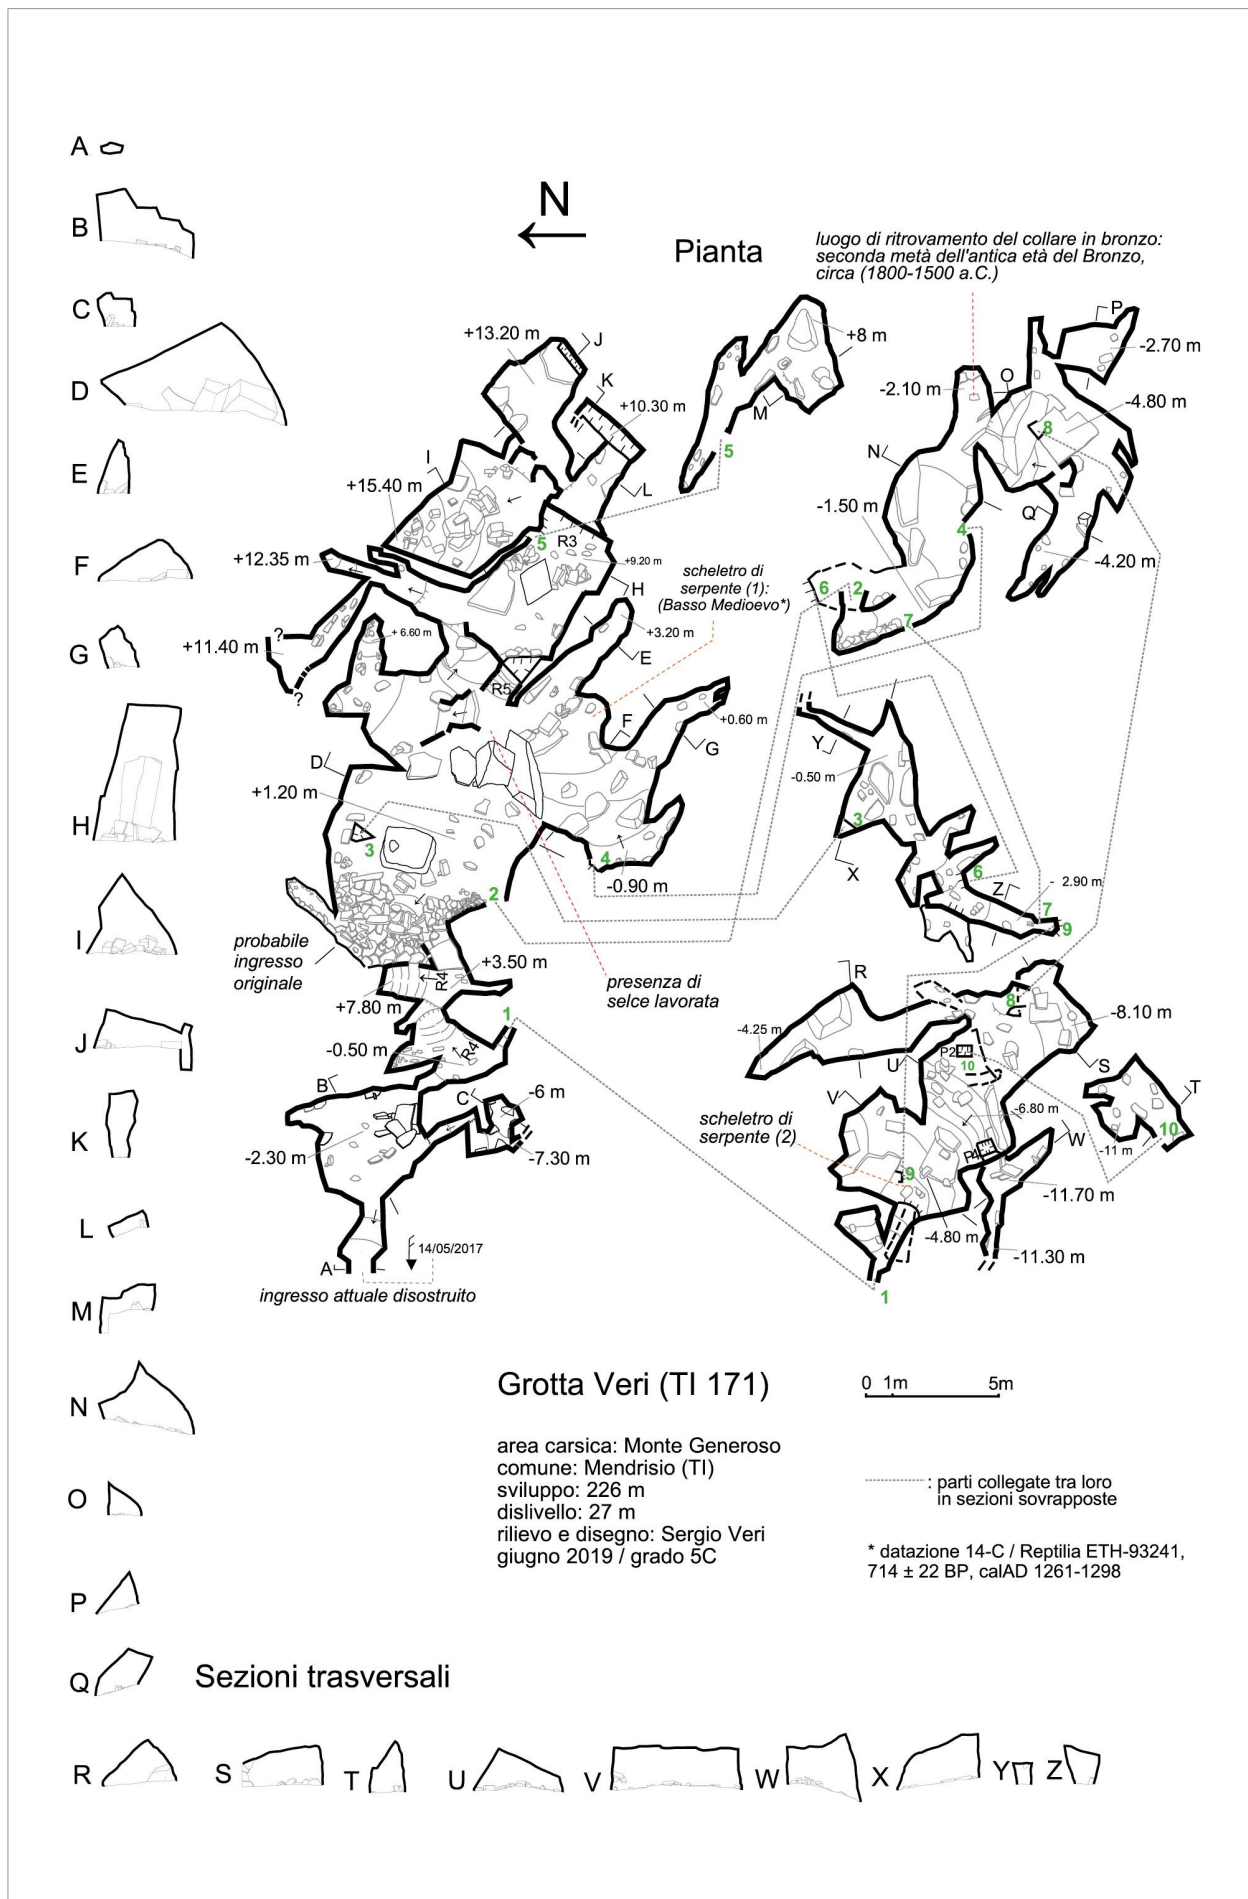 N
Pianta
luogo di ritrovamento del collare in bronzo:
seconda metà dell'antica età del Bronzo,
circa (1800-1500 a.C.)
A
B
C
D
E
F
G
H
I
J
K
L
M
N
O
P
Q
Sezioni trasversali
R
S
T
U
V
W
X
Y
Z
+13.20 m
J
K
+10.30 m
I
L
+15.40 m
5
R3
+12.35 m
+9.20 m
H
+11.40 m
?
?
+ 6.60 m
+3.20 m
E
R5
scheletro di
serpente (1):
(Basso Medioevo*)
F
+0.60 m
G
D
+1.20 m
3
4
-0.90 m
2
probabile
ingresso
originale
R4
+3.50 m
+7.80 m
presenza di
selce lavorata
1
-0.50 m
R4
B
C
-6 m
-2.30 m
-7.30 m
A
14/05/2017
ingresso attuale disostruito
+8 m
M
5
P
-2.70 m
O
-2.10 m
-4.80 m
8
N
-1.50 m
Q
4
-4.20 m
6
2
7
Y
-0.50 m
3
X
6
Z
- 2.90 m
7
9
R
8
-8.10 m
-4.25 m
P2
10
U
S
T
V
-6.80 m
W
10
-11 m
scheletro di
serpente (2)
P4
9
-11.70 m
-4.80 m
-11.30 m
1
Grotta Veri (TI 171)
0 1m 5m
area carsica: Monte Generoso
comune: Mendrisio (TI)
sviluppo: 226 m
dislivello: 27 m
rilievo e disegno: Sergio Veri
giugno 2019 / grado 5C
: parti collegate tra loro
in sezioni sovrapposte
* datazione 14-C / Reptilia ETH-93241,
714 ± 22 BP, calAD 1261-1298